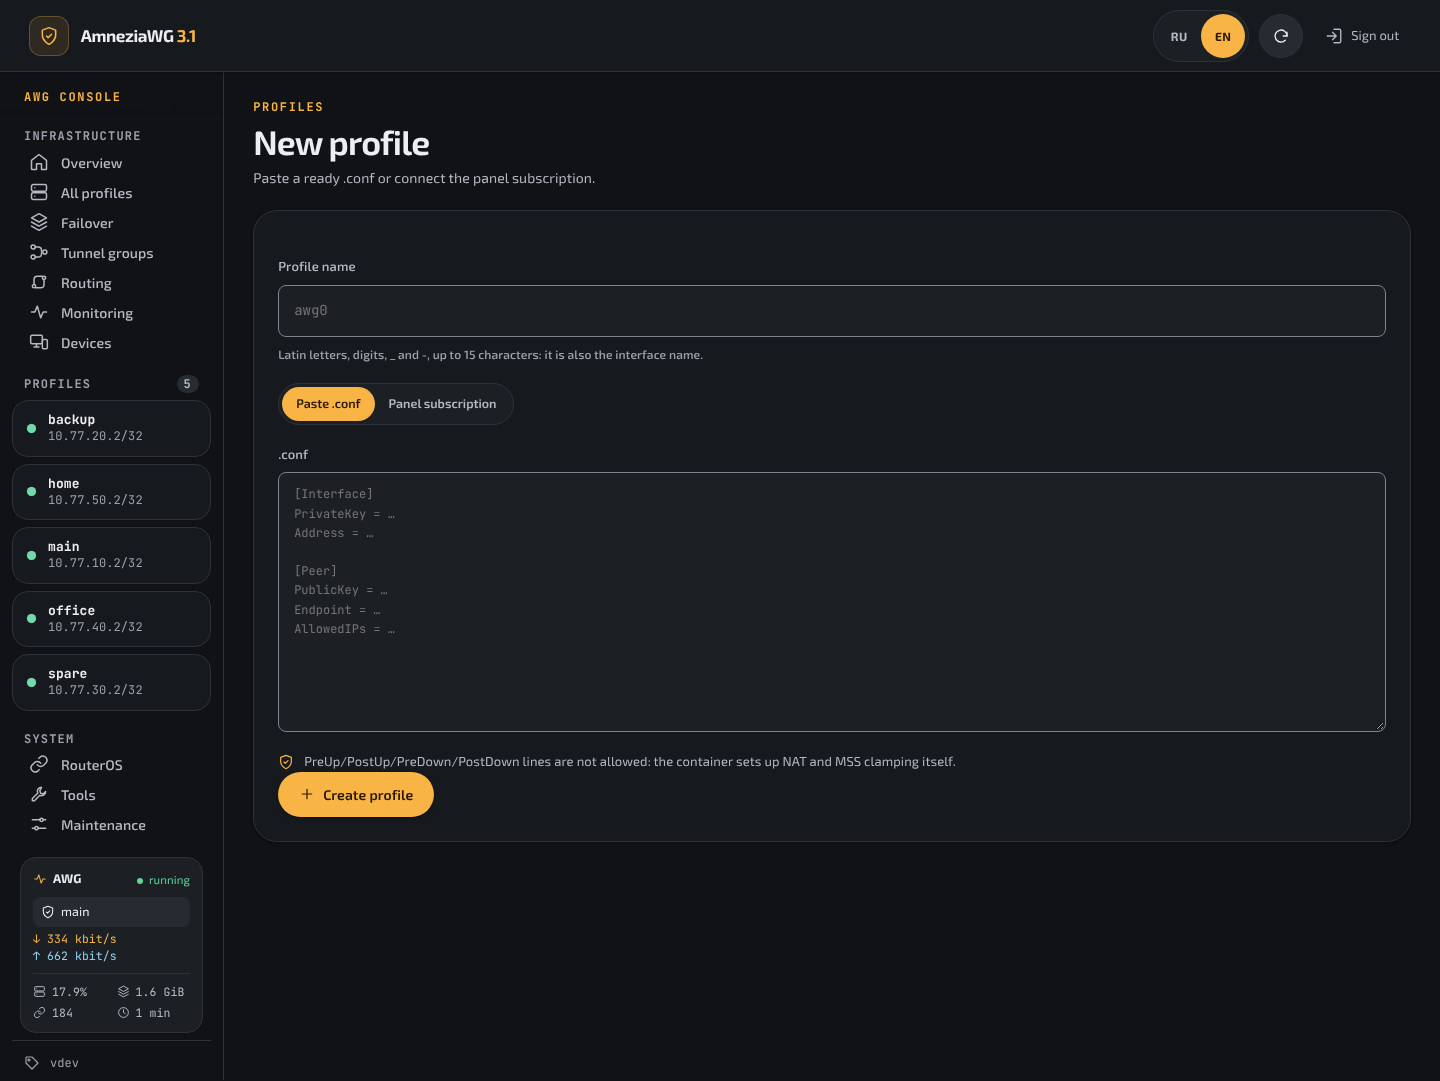 AmneziaWG 3.1
RU
EN
Sign out
AWG CONSOLE
INFRASTRUCTURE
Overview
All profiles
Failover
Tunnel groups
Routing
Monitoring
Devices
PROFILES 5
backup
10.77.20.2/32
home
10.77.50.2/32
main
10.77.10.2/32
office
10.77.40.2/32
spare
10.77.30.2/32
SYSTEM
RouterOS
Tools
Maintenance
AWG running
main
↓ 334 kbit/s
↑ 662 kbit/s
17.9% 1.6 GiB
184 1 min
vdev
PROFILES
New profile
Paste a ready .conf or connect the panel subscription.
Profile name
awg0
Latin letters, digits, _ and -, up to 15 characters: it is also the interface name.
Paste .conf Panel subscription
.conf
[Interface]
PrivateKey = …
Address = …
[Peer]
PublicKey = …
Endpoint = …
AllowedIPs = …
PreUp/PostUp/PreDown/PostDown lines are not allowed: the container sets up NAT and MSS clamping itself.
+ Create profile